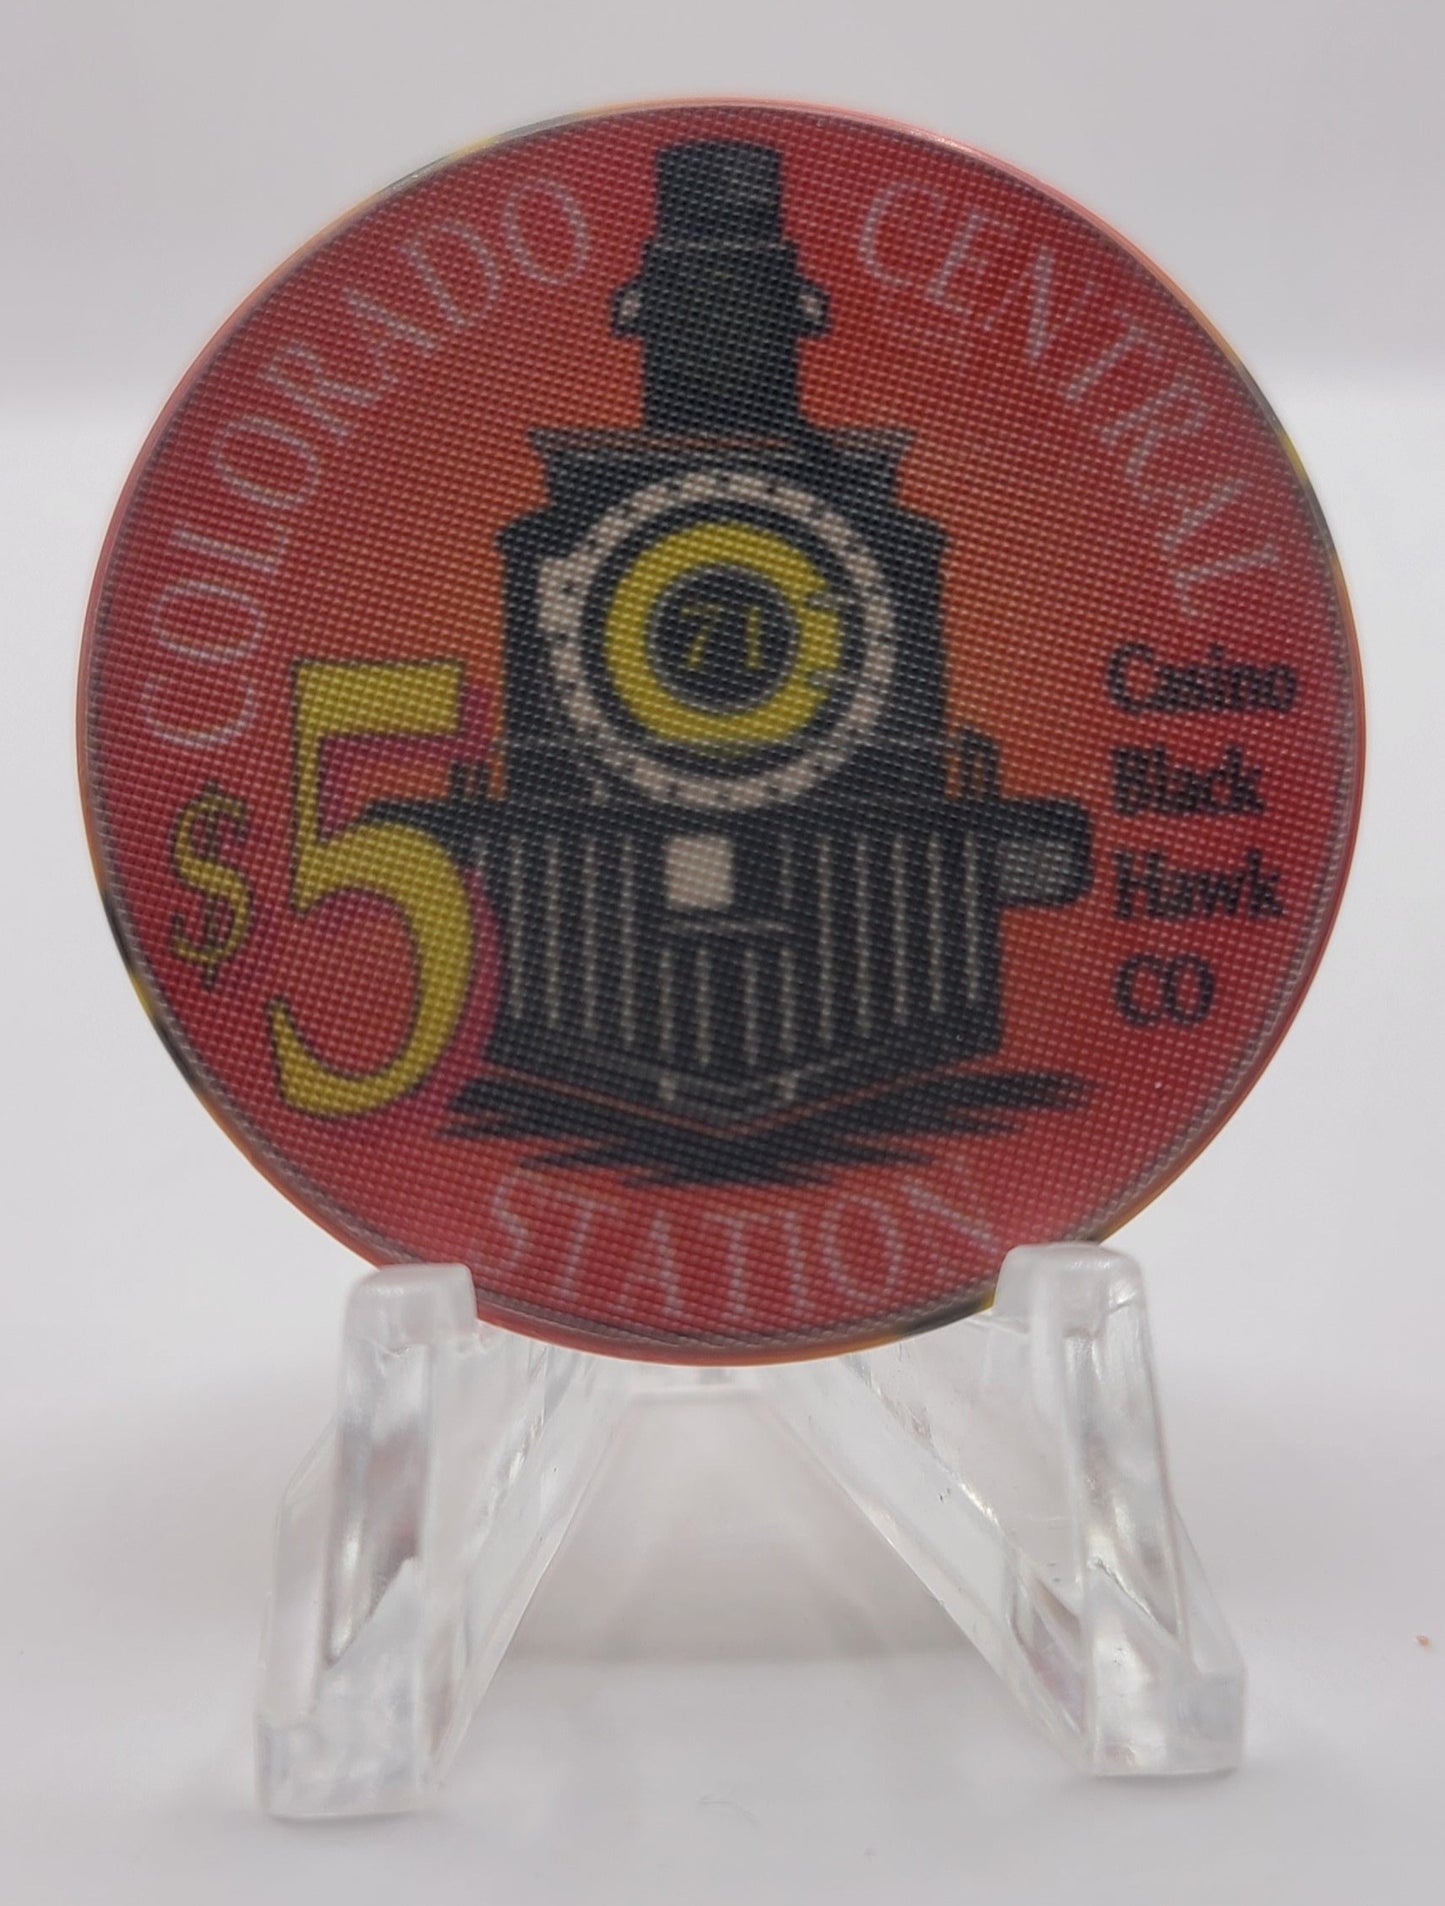 COLORADO CENTRAL
71
$5
Casino
Black
Hawk
CO
STATION